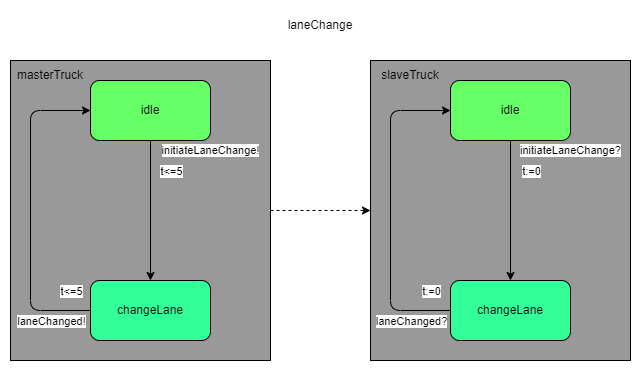 laneChange
masterTruck
idle
initiateLaneChange!
t<=5
t<=5
laneChanged!
changeLane
slaveTruck
idle
initiateLaneChange?
t:=0
t:=0
laneChanged?
changeLane